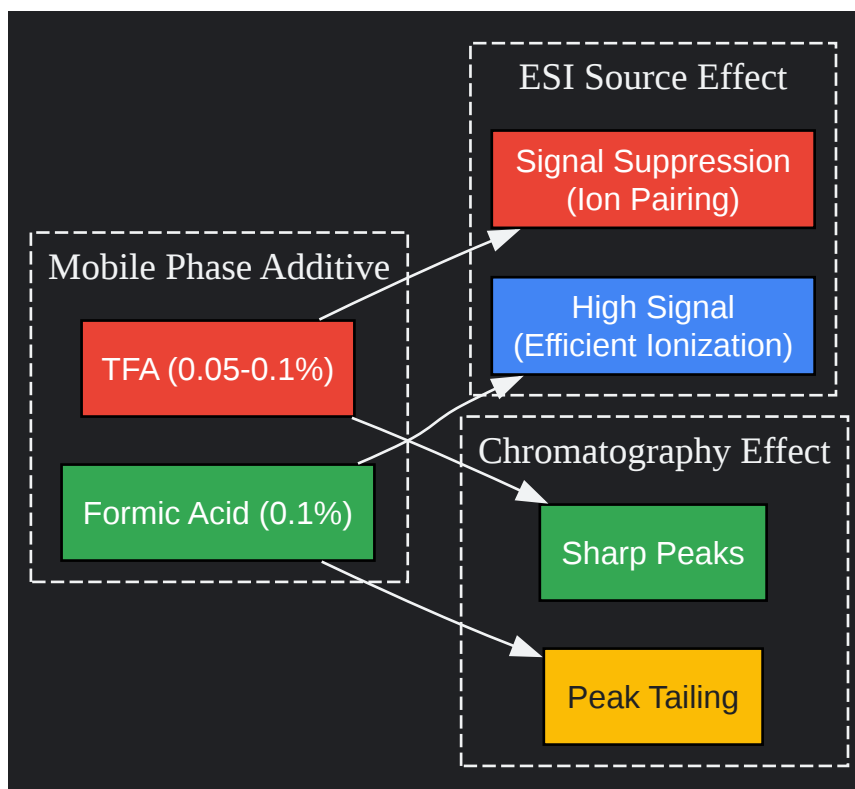 Mobile Phase Additive
TFA (0.05-0.1%)
Formic Acid (0.1%)
ESI Source Effect
Signal Suppression
(Ion Pairing)
High Signal
(Efficient Ionization)
Chromatography Effect
Sharp Peaks
Peak Tailing